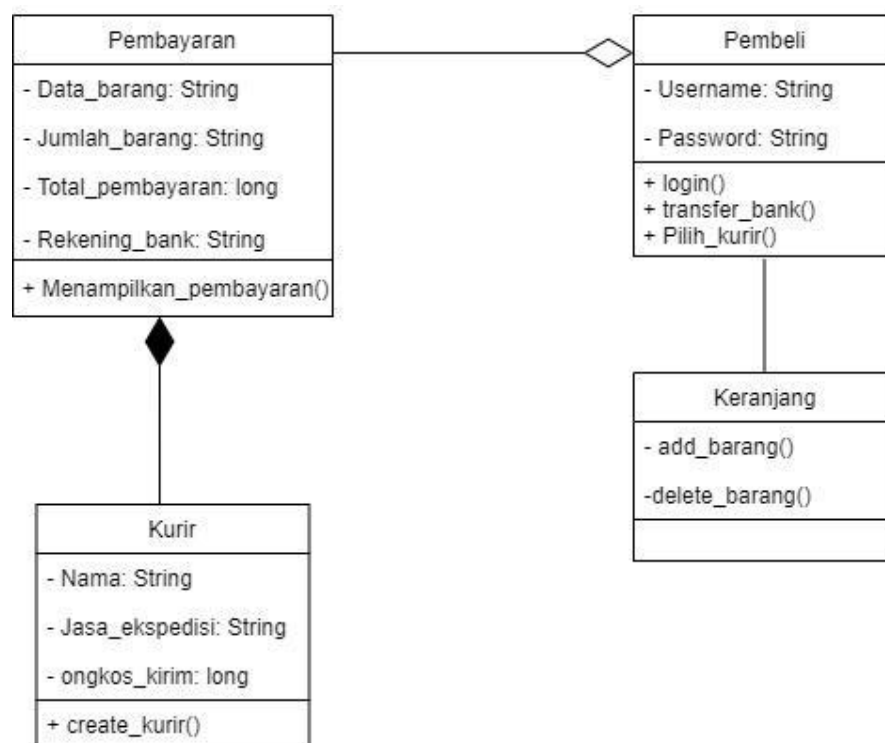 Pembayaran
- Data_barang: String
- Jumlah_barang: String
- Total_pembayaran: long
- Rekening_bank: String
+ Menampilkan_pembayaran()
Pembeli
- Username: String
- Password: String
+ login()
+ transfer_bank()
+ Pilih_kurir()
Keranjang
- add_barang()
-delete_barang()
Kurir
- Nama: String
- Jasa_ekspedisi: String
- ongkos_kirim: long
+ create_kurir()